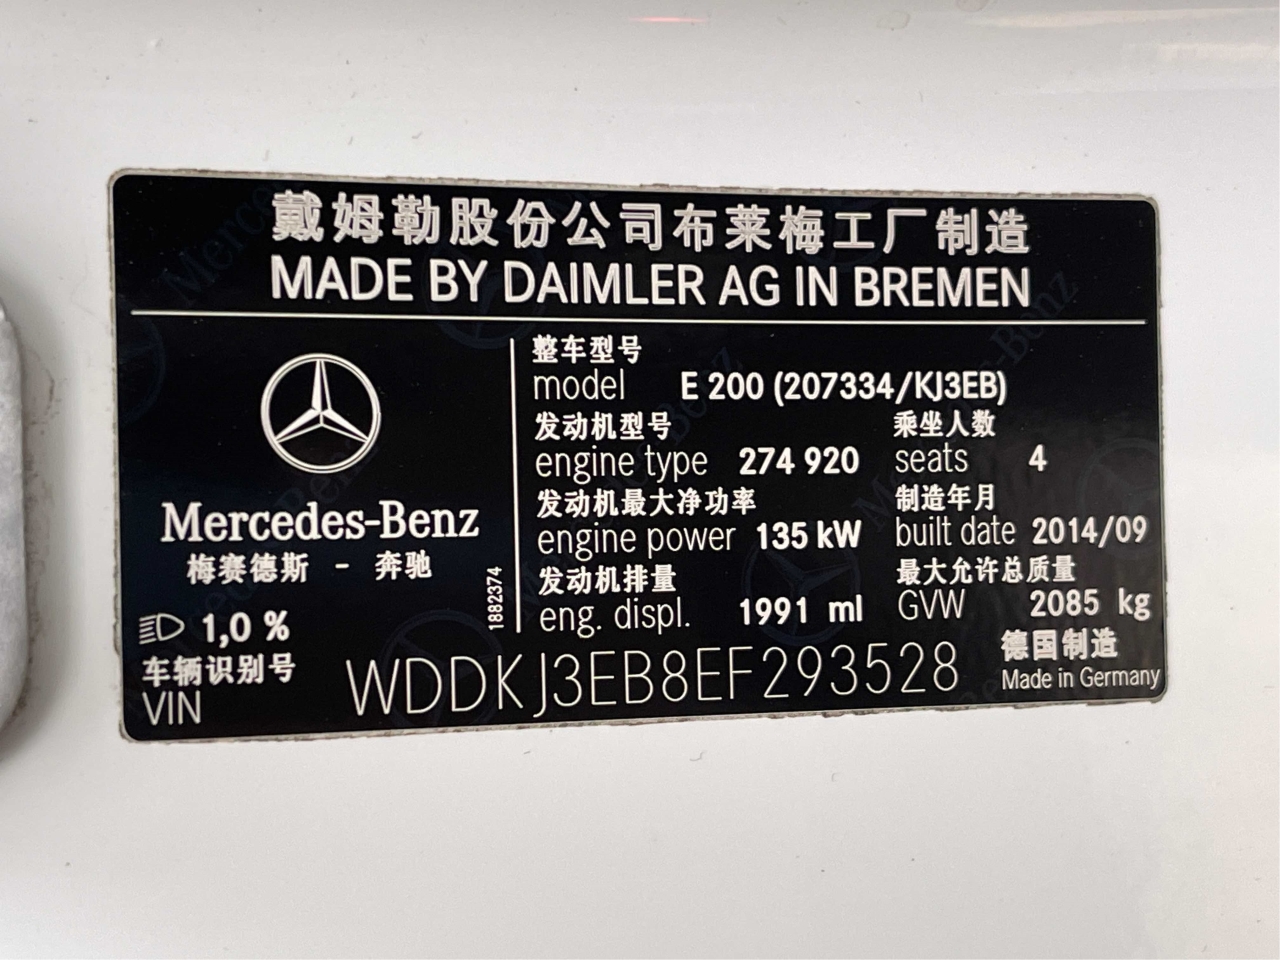 戴姆勒股份公司布莱梅工厂制造
MADE BY DAIMLER AG IN BREMEN
Mercedes-Benz
梅赛德斯 - 奔驰
1,0 %
1882374
整车型号
model E 200 (207334/KJ3EB)
发动机型号 乘坐人数
engine type 274 920 seats 4
发动机最大净功率 制造年月
engine power 135 kW built date 2014/09
发动机排量 最大允许总质量
eng. displ. 1991 ml GVW 2085 kg
车辆识别号
VIN WDDKJ3EB8EF293528
德国制造
Made in Germany